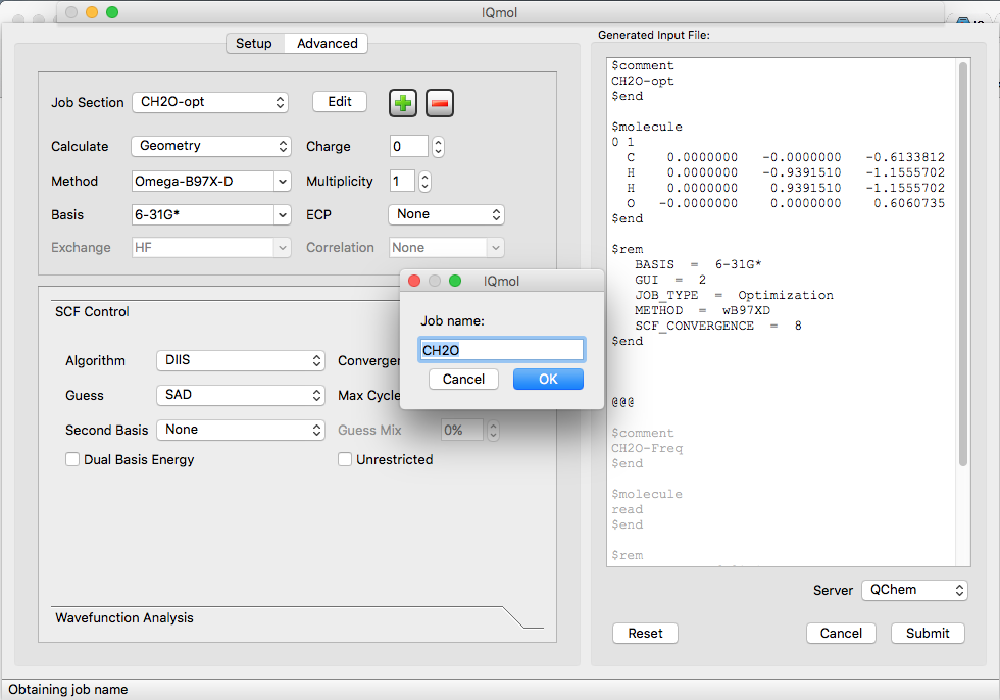 IQmol
Setup Advanced
Job Section CH2O-opt Edit
Calculate Geometry Charge 0
Method Omega-B97X-D Multiplicity 1
Basis 6-31G* ECP None
Exchange HF Correlation None
SCF Control
Algorithm DIIS
Guess SAD
Second Basis None Guess Mix 0%
Dual Basis Energy Unrestricted
Wavefunction Analysis
IQmol
Job name:
CH2O
Cancel OK
Generated Input File:
$comment
CH2O-opt
$end
$molecule
0 1
C 0.0000000 -0.0000000 -0.6133812
H 0.0000000 -0.9391510 -1.1555702
H 0.0000000 0.9391510 -1.1555702
O -0.0000000 0.0000000 0.6060735
$end
$rem
BASIS = 6-31G*
GUI = 2
JOB_TYPE = Optimization
METHOD = wB97XD
SCF_CONVERGENCE = 8
$end
@@@
$comment
CH2O-Freq
$end
$molecule
read
$end
$rem
Server QChem
Reset Cancel Submit
Obtaining job name